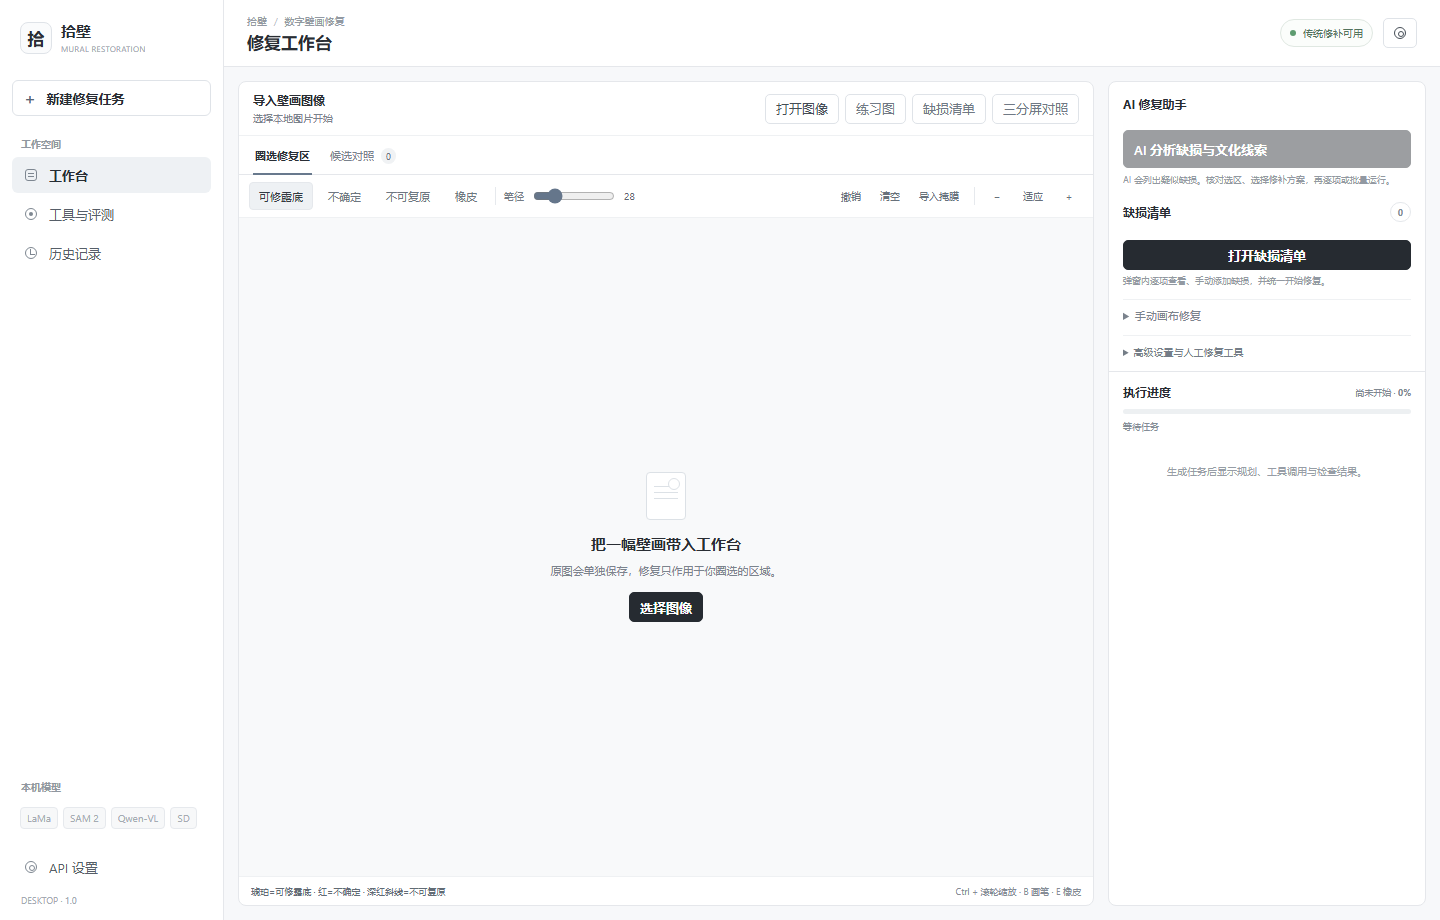 拾
拾壁
MURAL RESTORATION
+ 新建修复任务
工作空间
工作台
工具与评测
历史记录
本机模型
LaMa SAM 2 Qwen-VL SD
API 设置
DESKTOP · 1.0
拾壁 / 数字壁画修复
修复工作台
传统修补可用
导入壁画图像
选择本地图片开始
打开图像 练习图 缺损清单 三分屏对照
圈选修复区 候选对照 0
可修露底 不确定 不可复原 橡皮 笔径 28 撤销 清空 导入掩膜 − 适应 +
把一幅壁画带入工作台
原图会单独保存，修复只作用于你圈选的区域。
选择图像
琥珀=可修露底 · 红=不确定 · 深红斜线=不可复原
Ctrl + 滚轮缩放 · B 画笔 · E 橡皮
AI 修复助手
AI 分析缺损与文化线索
AI 会列出疑似缺损。核对选区、选择修补方案，再逐项或批量运行。
缺损清单 0
打开缺损清单
弹窗内逐项查看、手动添加缺损，并统一开始修复。
手动画布修复
高级设置与人工修复工具
执行进度 尚未开始 · 0%
等待任务
生成任务后显示规划、工具调用与检查结果。